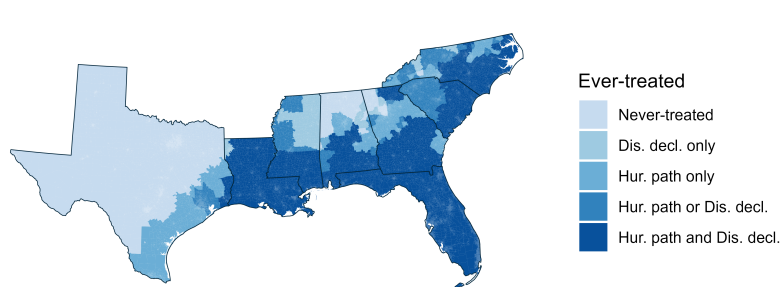 Ever-treated
Never-treated
Dis. decl. only
Hur. path only
Hur. path or Dis. decl.
Hur. path and Dis. decl.